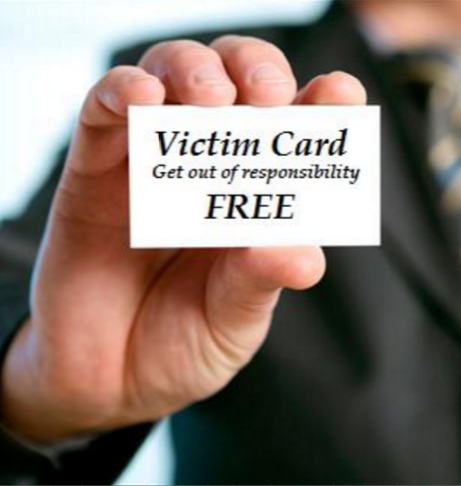 Victim Card
Get out of responsibility
FREE